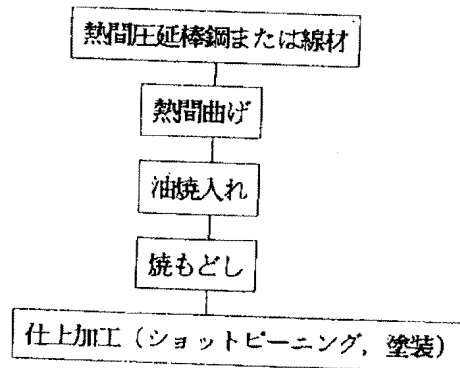 熱間圧延棒鋼または線材
熱間曲げ
油焼入れ
焼もどし
仕上加工（ショットピーニング，塗装）